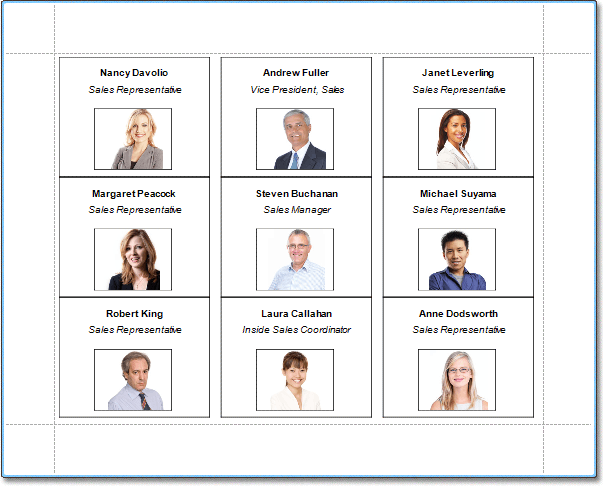 Nancy Davolio
Sales Representative
Andrew Fuller
Vice President, Sales
Janet Leverling
Sales Representative
Margaret Peacock
Sales Representative
Steven Buchanan
Sales Manager
Michael Suyama
Sales Representative
Robert King
Sales Representative
Laura Callahan
Inside Sales Coordinator
Anne Dodsworth
Sales Representative